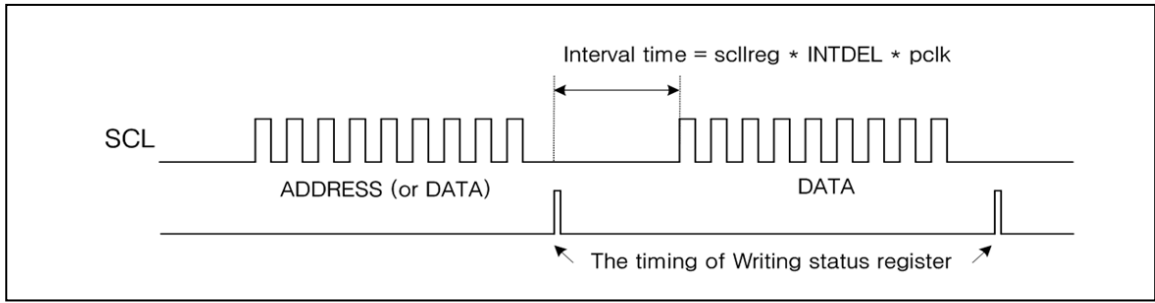 Interval time = scllreg * INTDEL * pclk
SCL
ADDRESS (or DATA)
DATA
The timing of Writing status register